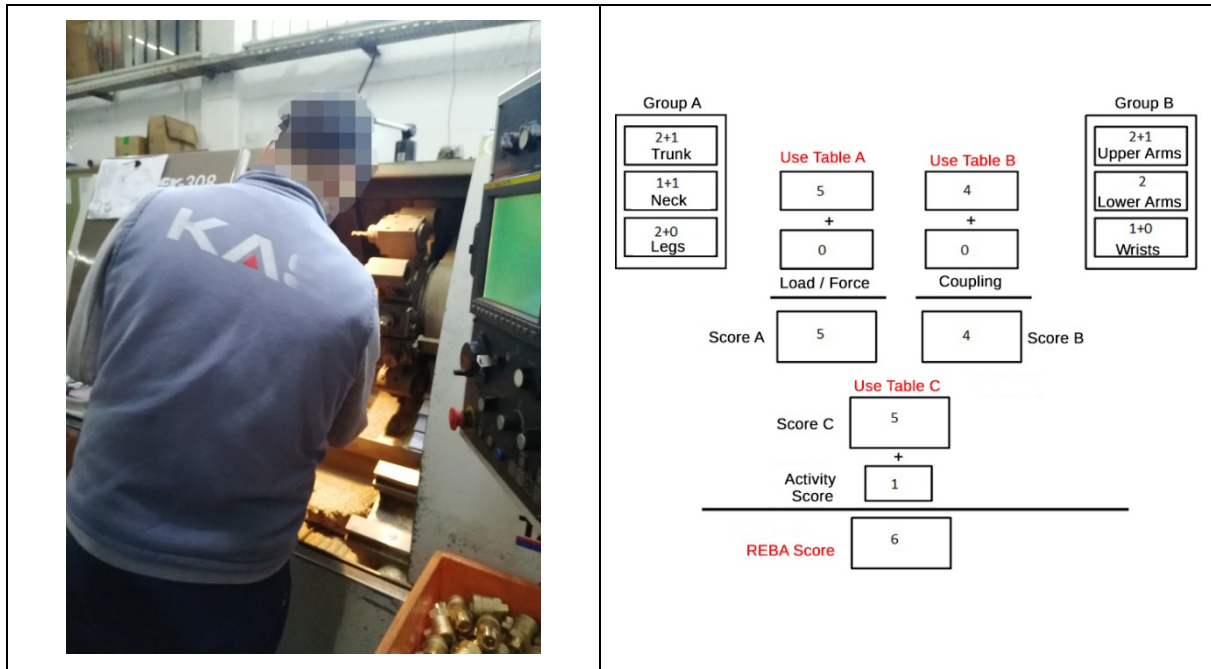 308
KAS
Group A
2+1
Trunk
1+1
Neck
2+0
Legs
Use Table A
5
+
0
Load / Force
Score A
5
Use Table B
4
+
0
Coupling
4
Score B
Group B
2+1
Upper Arms
2
Lower Arms
1+0
Wrists
Use Table C
Score C
5
+
Activity
Score
1
REBA Score
6